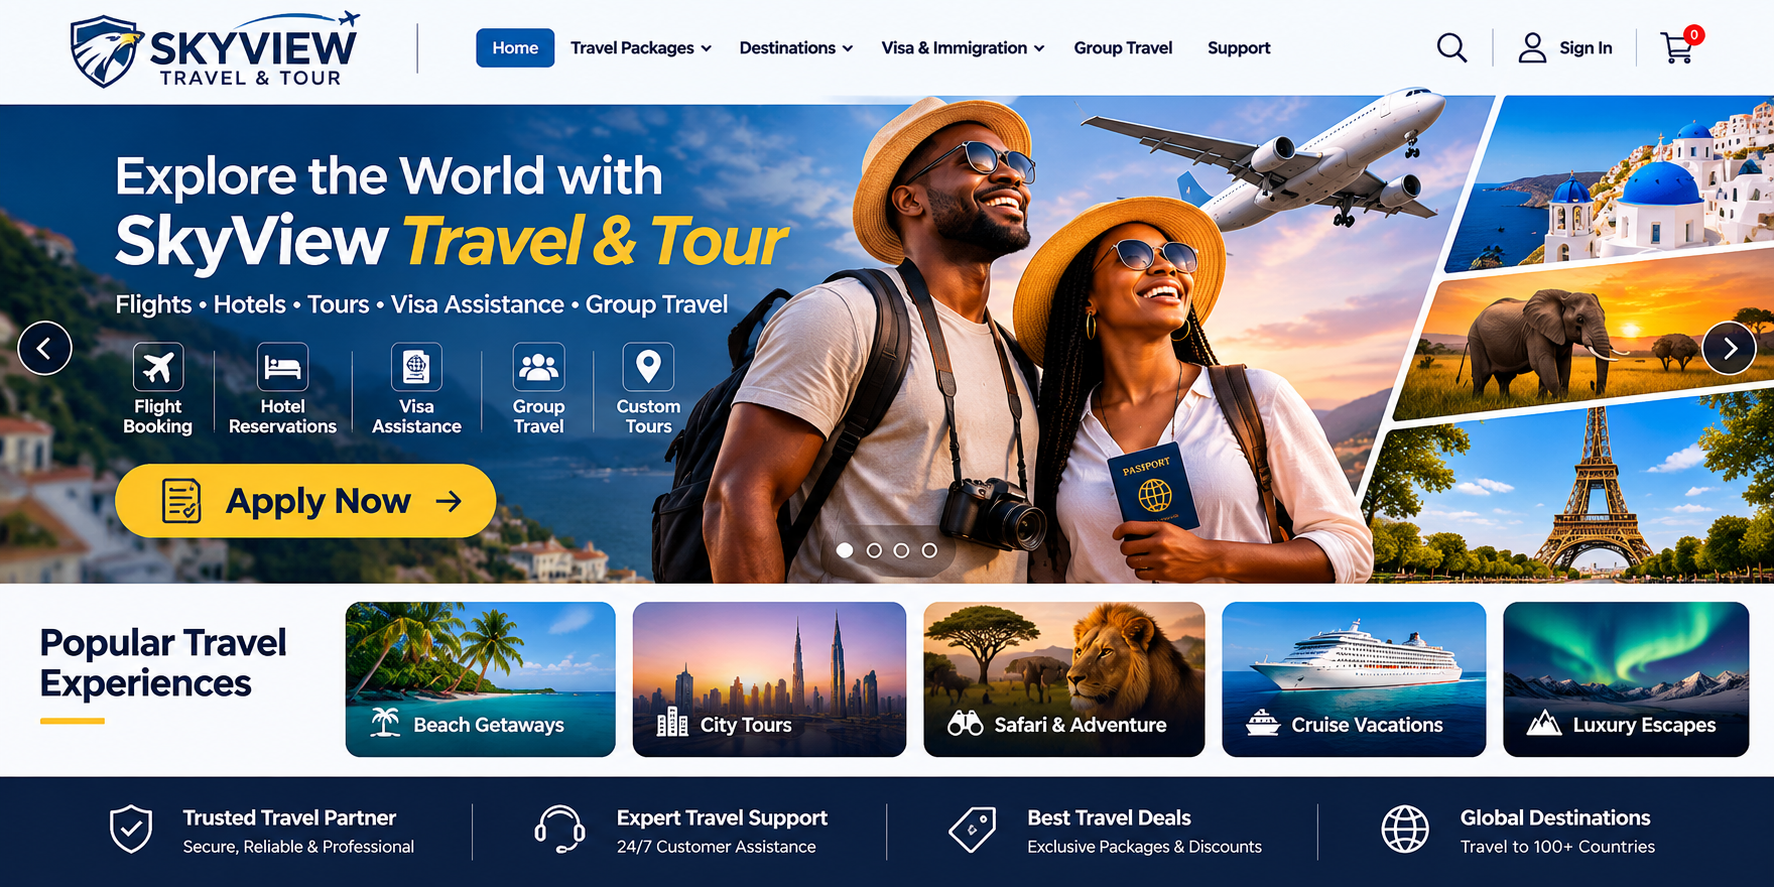 SKYVIEW
TRAVEL & TOUR
Home
Travel Packages
Destinations
Visa & Immigration
Group Travel
Support
Sign In
0
Explore the World with
SkyView Travel & Tour
Flights • Hotels • Tours • Visa Assistance • Group Travel
Flight
Booking
Hotel
Reservations
Visa
Assistance
Group
Travel
Custom
Tours
Apply Now
PASSPORT
Popular Travel
Experiences
Beach Getaways
City Tours
Safari & Adventure
Cruise Vacations
Luxury Escapes
Trusted Travel Partner
Secure, Reliable & Professional
Expert Travel Support
24/7 Customer Assistance
Best Travel Deals
Exclusive Packages & Discounts
Global Destinations
Travel to 100+ Countries